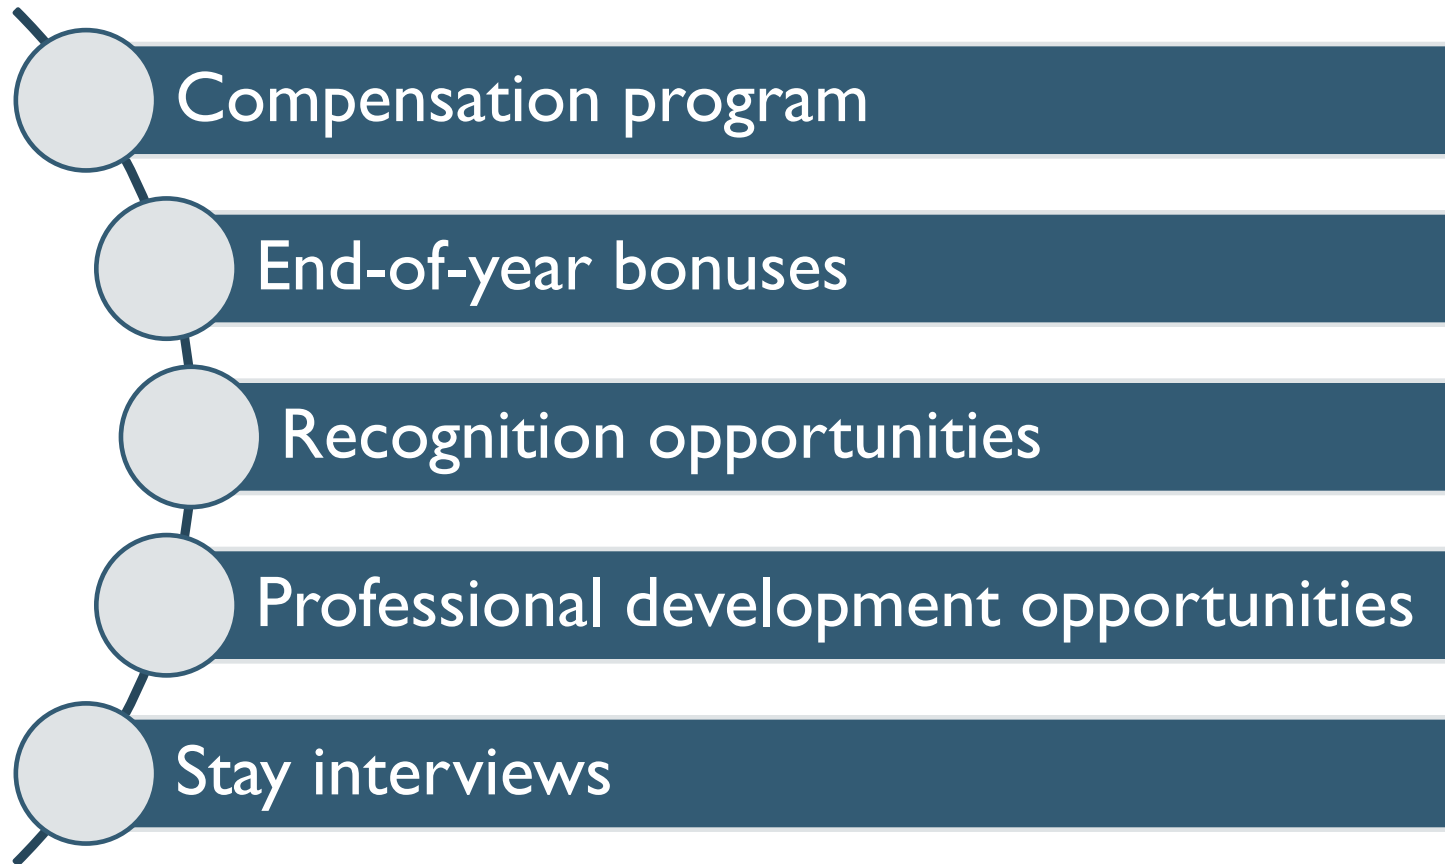 Compensation program
End-of-year bonuses
Recognition opportunities
Professional development opportunities
Stay interviews